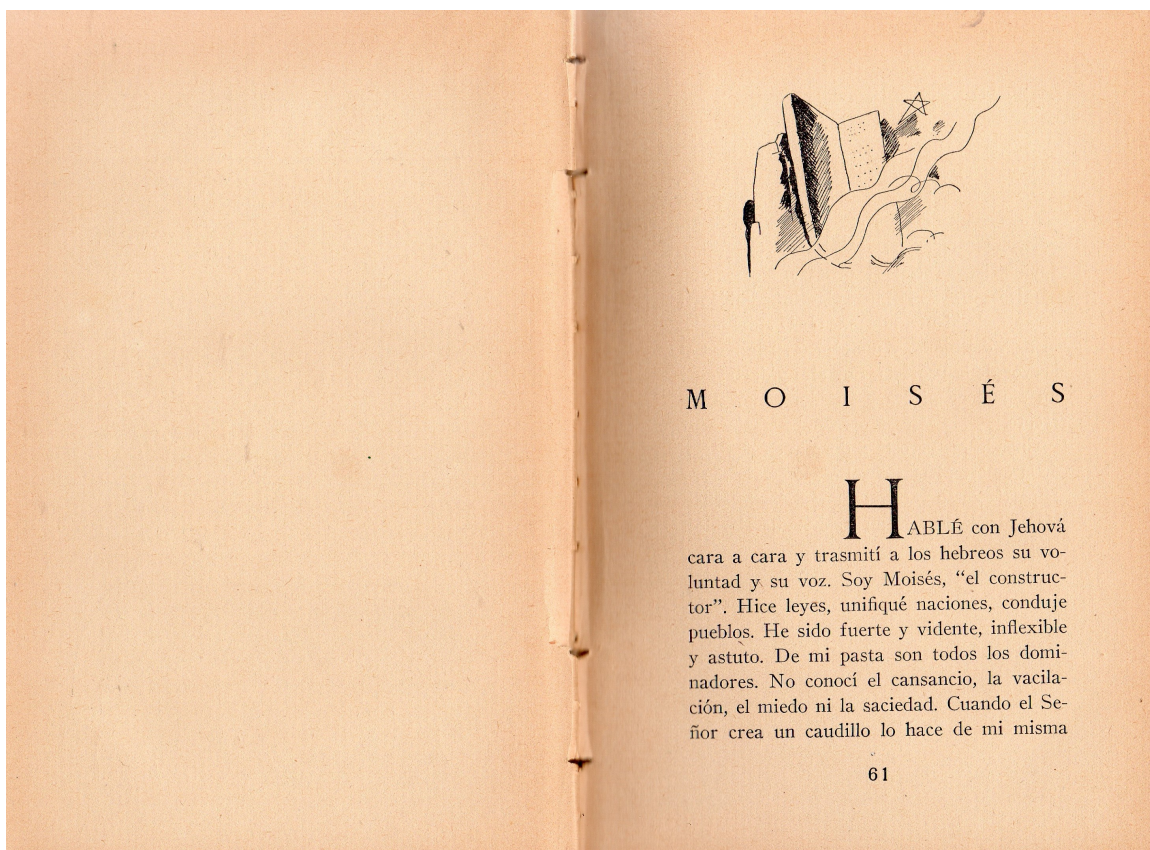 MOISÉS
HABLÉ con Jehová
cara a cara y trasmití a los hebreos su vo-
luntad y su voz. Soy Moisés, “el construc-
tor”. Hice leyes, unifiqué naciones, conduje
pueblos. He sido fuerte y vidente, inflexible
y astuto. De mi pasta son todos los domi-
nadores. No conocí el cansancio, la vacila-
ción, el miedo ni la saciedad. Cuando el Se-
ñor crea un caudillo lo hace de mi misma
61